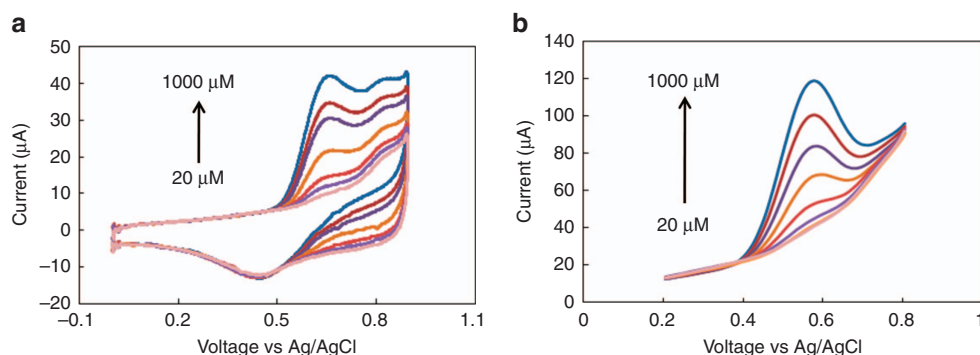 a
50
40
30
20
10
0
–10
–20
–0.1
0.2
0.5
0.8
1.1
Current (μA)
Voltage vs Ag/AgCl
1000 μM
20 μM
b
140
120
100
80
60
40
20
0
0
0.2
0.4
0.6
0.8
1
Current (μA)
Voltage vs Ag/AgCl
1000 μM
20 μM